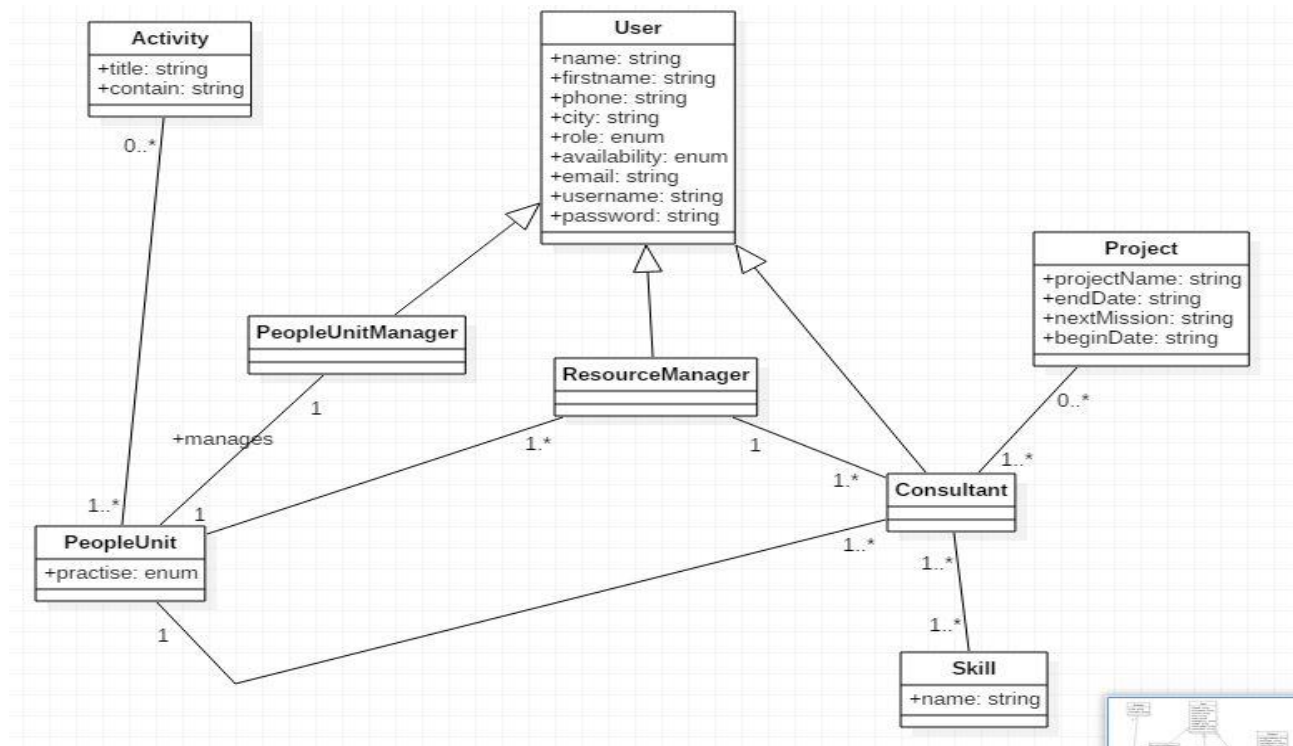 Activity
+title: string
+contain: string
0..*
User
+name: string
+firstname: string
+phone: string
+city: string
+role: enum
+availability: enum
+email: string
+username: string
+password: string
Project
+projectName: string
+endDate: string
+nextMission: string
+beginDate: string
0..*
1..*
PeopleUnitManager
1
+manages
ResourceManager
1.*
1
1.*
Consultant
1..*
1..*
1..*
1..*
1
PeopleUnit
+practise: enum
1
Skill
+name: string